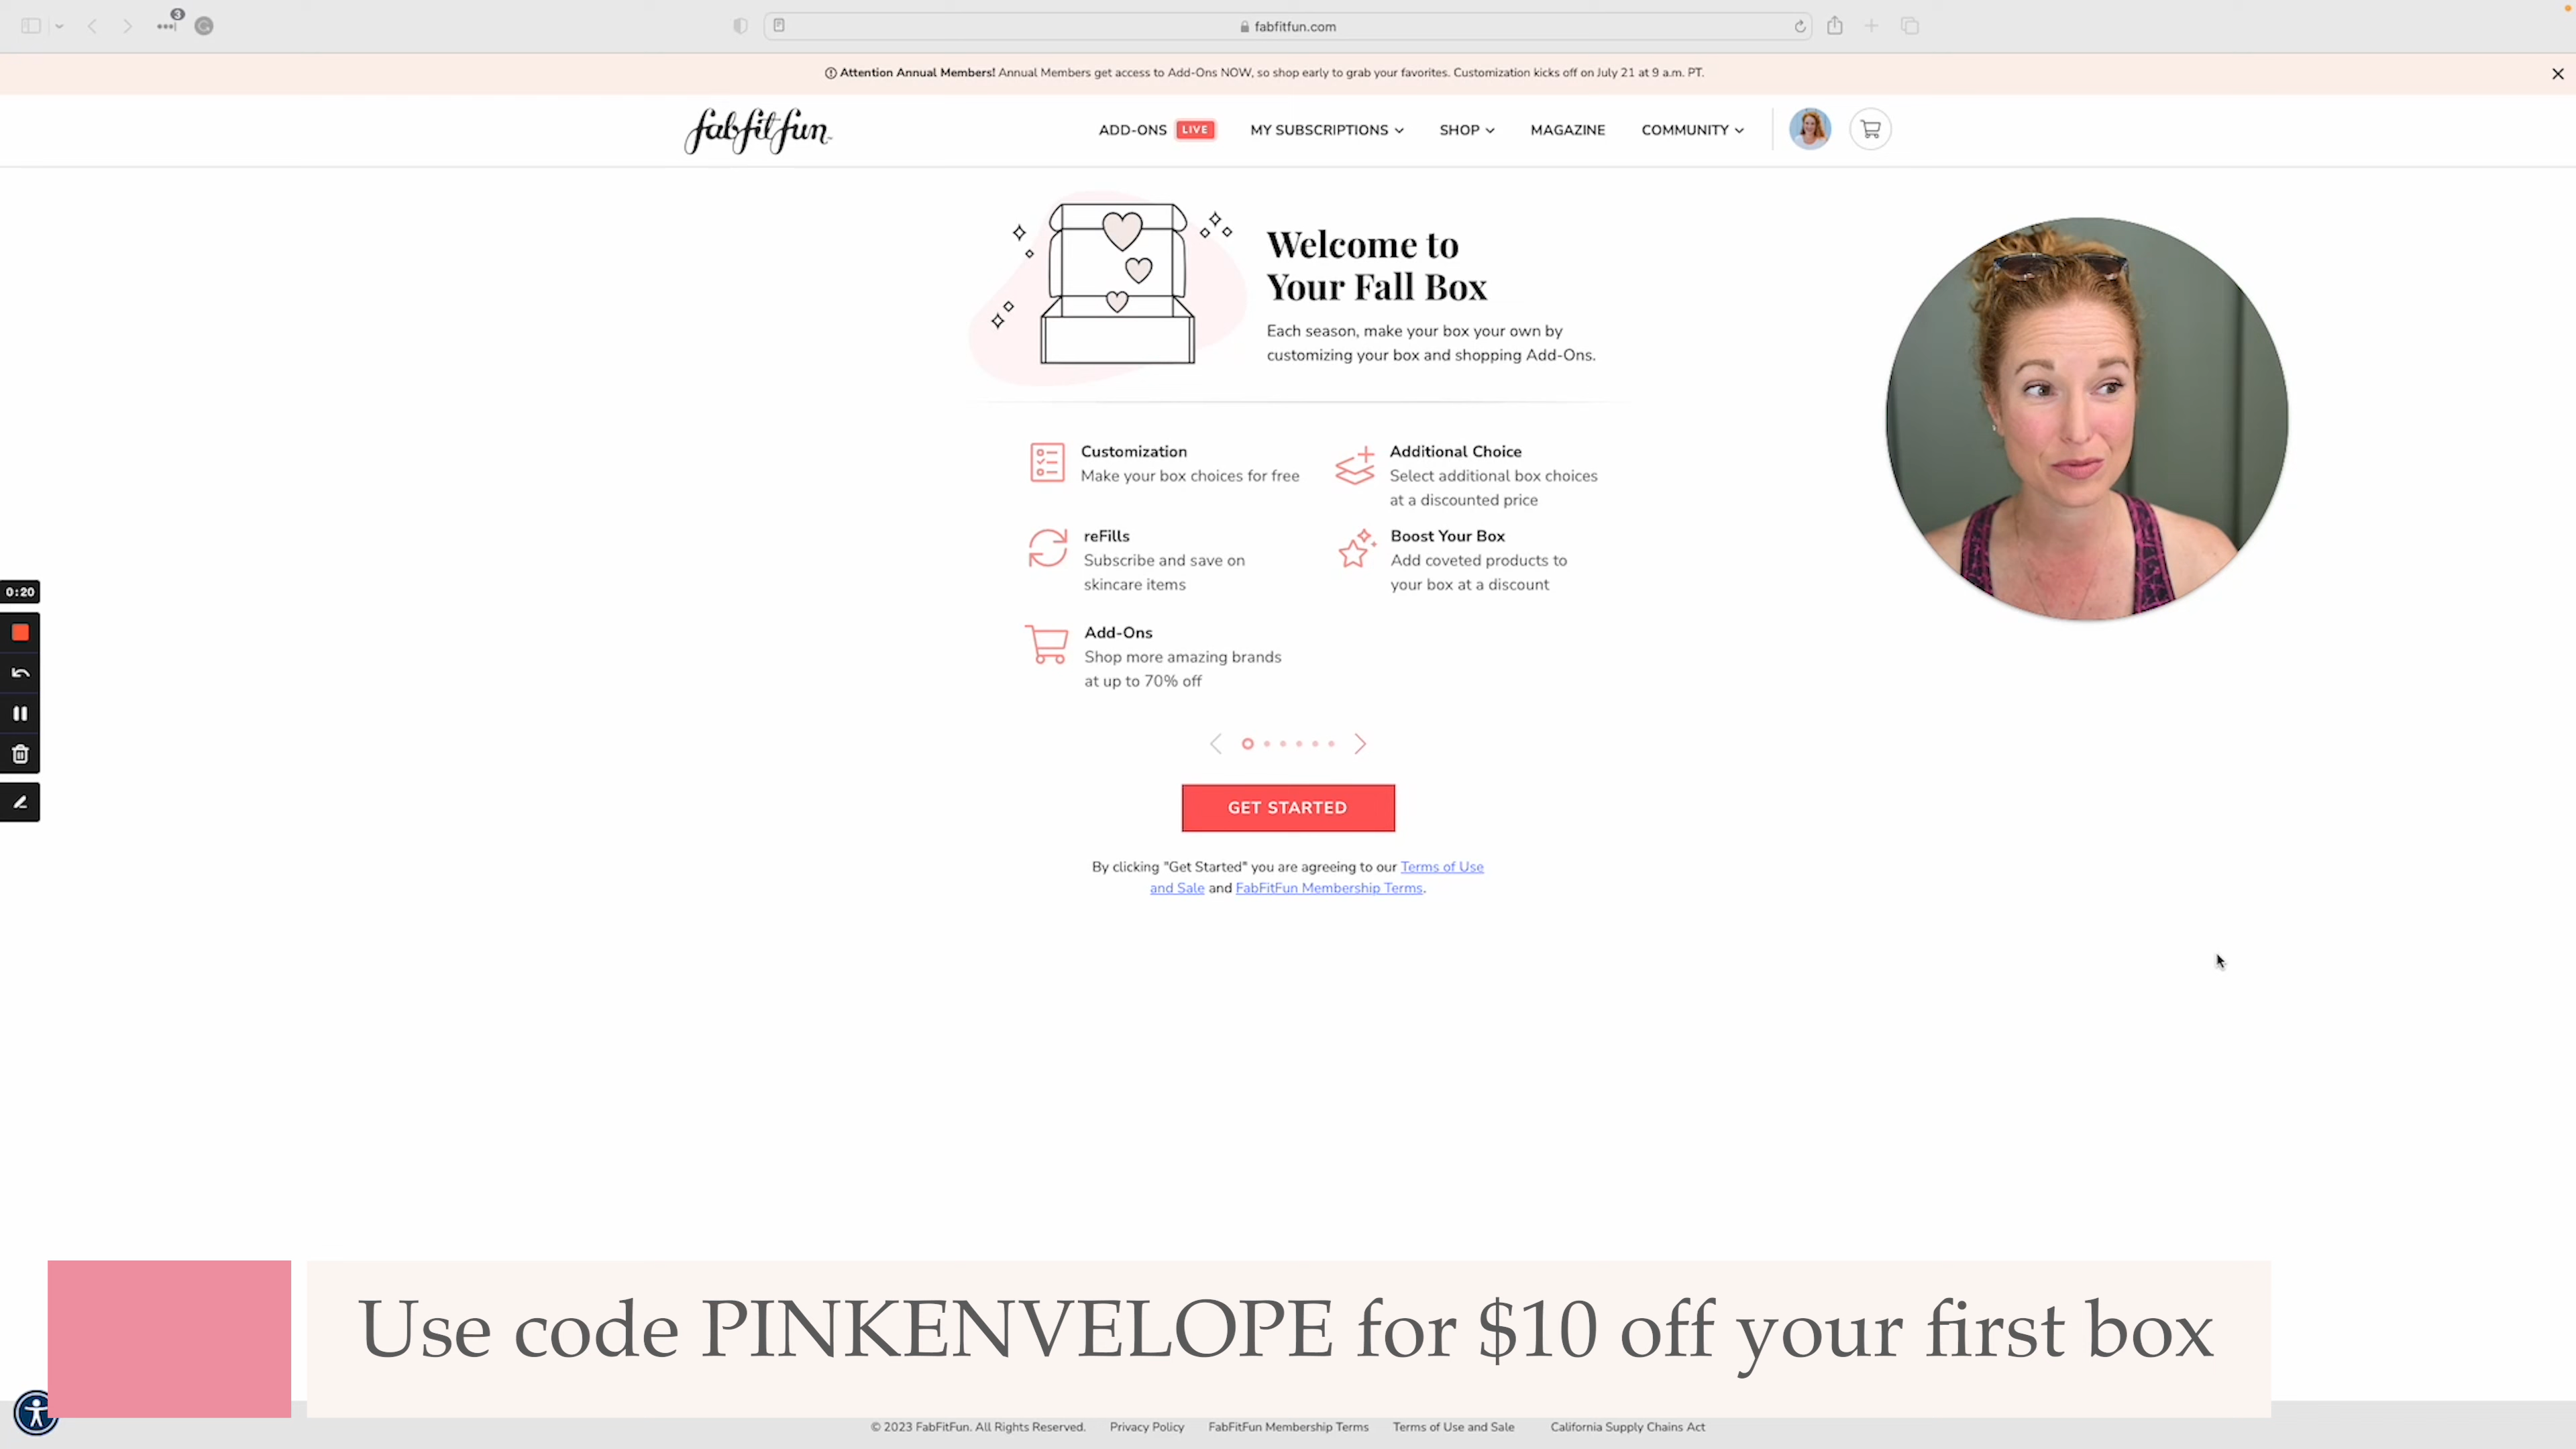 3
fabfitfun.com
Attention Annual Members! Annual Members get access to Add-Ons NOW, so shop early to grab your favorites. Customization kicks off on July 21 at 9 a.m. PT.
fabfitfun
ADD-ONS LIVE MY SUBSCRIPTIONS SHOP MAGAZINE COMMUNITY
Welcome to
Your Fall Box
Each season, make your box your own by
customizing your box and shopping Add-Ons.
Customization
Make your box choices for free
Additional Choice
Select additional box choices
at a discounted price
reFills
Subscribe and save on
skincare items
Boost Your Box
Add coveted products to
your box at a discount
Add-Ons
Shop more amazing brands
at up to 70% off
0:20
GET STARTED
By clicking "Get Started" you are agreeing to our Terms of Use
and Sale and FabFitFun Membership Terms.
Use code PINKENVELOPE for $10 off your first box
© 2023 FabFitFun. All Rights Reserved. Privacy Policy FabFitFun Membership Terms Terms of Use and Sale California Supply Chains Act